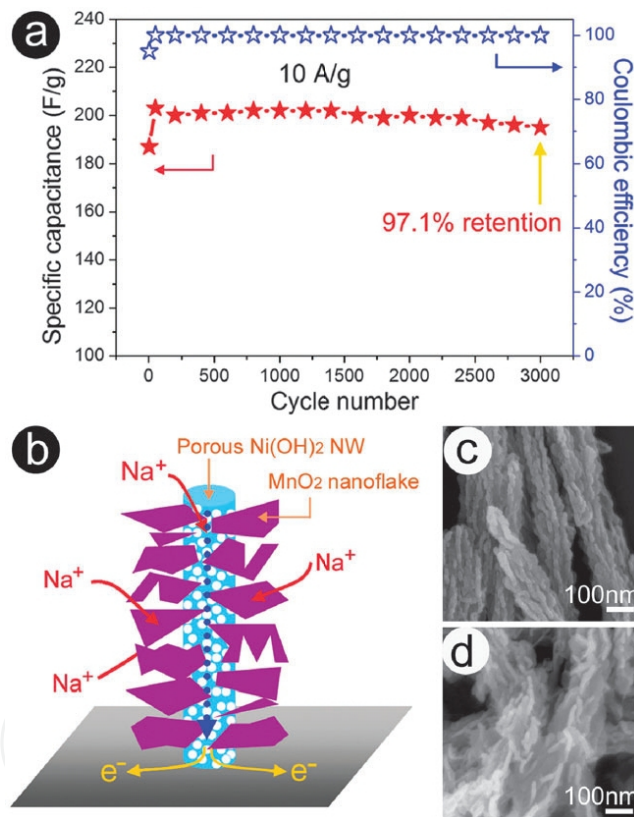 a
240
220
200
180
160
140
120
100
Specific capacitance (F/g)
10 A/g
97.1% retention
100
80
60
40
20
0
Coulombic efficiency (%)
0 500 1000 1500 2000 2500 3000
Cycle number
b
Porous Ni(OH)₂ NW
Na⁺
MnO₂ nanoflake
Na⁺
Na⁺
Na⁺
e⁻
e⁻
c
100nm
d
100nm